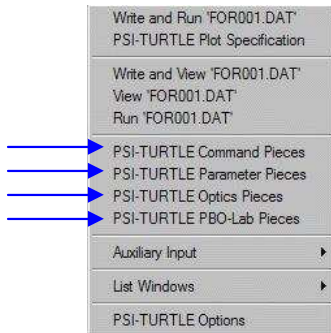 Write and Run 'FOR001.DAT'
PSI-TURTLE Plot Specification
Write and View 'FOR001.DAT'
View 'FOR001.DAT'
Run 'FOR001.DAT'
PSI-TURTLE Command Pieces
PSI-TURTLE Parameter Pieces
PSI-TURTLE Optics Pieces
PSI-TURTLE PBO-Lab Pieces
Auxiliary Input
List Windows
PSI-TURTLE Options